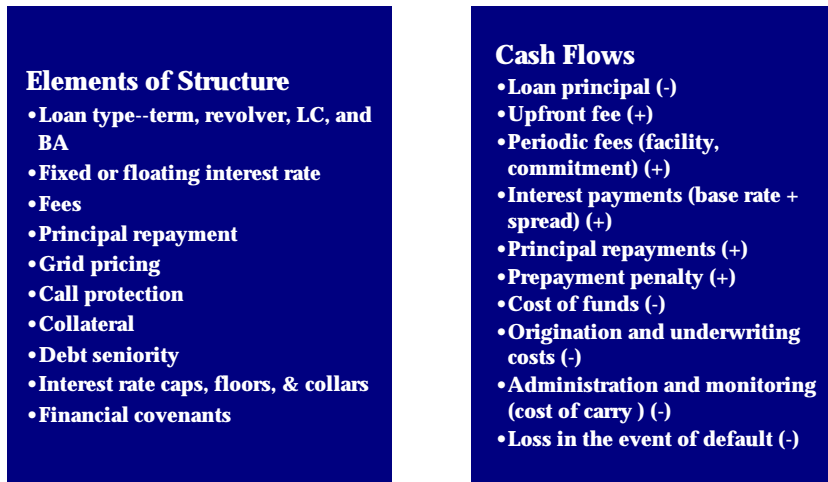 Elements of Structure
•Loan type--term, revolver, LC, and
BA
•Fixed or floating interest rate
•Fees
•Principal repayment
•Grid pricing
•Call protection
•Collateral
•Debt seniority
•Interest rate caps, floors, & collars
•Financial covenants
Cash Flows
•Loan principal (-)
•Upfront fee (+)
•Periodic fees (facility,
commitment) (+)
•Interest payments (base rate +
spread) (+)
•Principal repayments (+)
•Prepayment penalty (+)
•Cost of funds (-)
•Origination and underwriting
costs (-)
•Administration and monitoring
(cost of carry ) (-)
•Loss in the event of default (-)